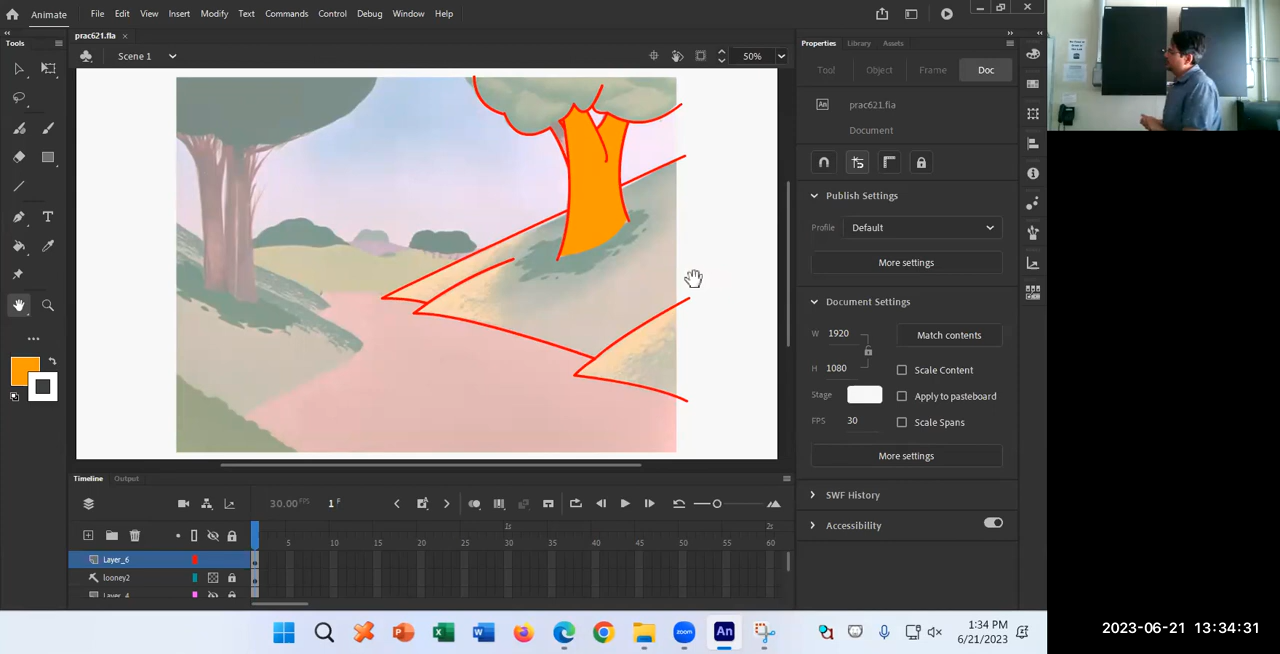 Animate
File Edit View Insert Modify Text Commands Control Debug Window Help
prac621.fla
Scene 1
50%
Tools
Properties Library Assets
Tool Object Frame Doc
An prac621.fla
Document
Publish Settings
Profile Default
More settings
Document Settings
W 1920 Match contents
H 1080 Scale Content
Stage Apply to pasteboard
FPS 30 Scale Spans
More settings
SWF History
Accessibility
Timeline Output
30.00 FPS 1 F
1s 2s
5 10 15 20 25 30 35 40 45 50 55 60
Layer_6
looney2
Layer_4
zoom An
1:34 PM
6/21/2023
2023-06-21 13:34:31